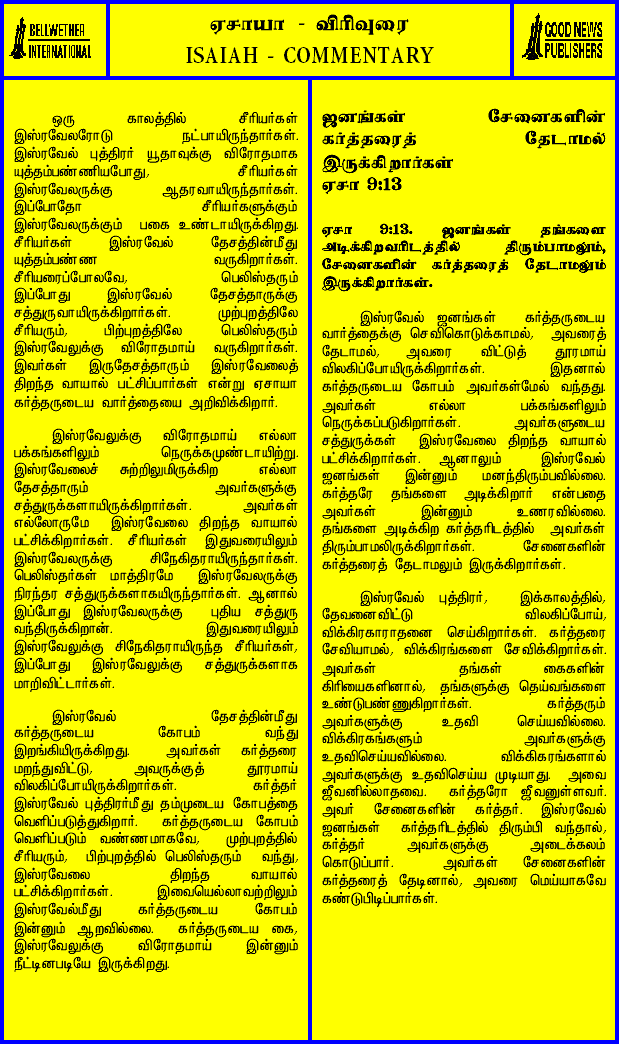 BELLWETHER
INTERNATIONAL
ஏசாயா - விரிவுரை
ISAIAH - COMMENTARY
GOOD NEWS
PUBLISHERS
ஒரு காலத்தில் சீரியர்கள்
இஸ்ரவேலரோடு நட்பாயிருந்தார்கள்.
இஸ்ரவேல் புத்திரர் யூதாவுக்கு விரோதமாக
யுத்தம்பண்ணியபோது, சீரியர்கள்
இஸ்ரவேலருக்கு ஆதரவாயிருந்தார்கள்.
இப்போதோ சீரியர்களுக்கும்
இஸ்ரவேலருக்கும் பகை உண்டாயிருக்கிறது.
சீரியர்கள் இஸ்ரவேல் தேசத்தின்மீது
யுத்தம்பண்ண வருகிறார்கள்.
சீரியரைப்போலவே, பெலிஸ்தரும்
இப்போது இஸ்ரவேல் தேசத்தாருக்கு
சத்துருவாயிருக்கிறார்கள். முற்புறத்திலே
சீரியரும், பிற்புறத்திலே பெலிஸ்தரும்
இஸ்ரவேலுக்கு விரோதமாய் வருகிறார்கள்.
இவர்கள் இருதேசத்தாரும் இஸ்ரவேலைத்
திறந்த வாயால் பட்சிப்பார்கள் என்று ஏசாயா
கர்த்தருடைய வார்த்தையை அறிவிக்கிறார்.
இஸ்ரவேலுக்கு விரோதமாய் எல்லா
பக்கங்களிலும் நெருக்கமுண்டாயிற்று.
இஸ்ரவேலைச் சுற்றிலுமிருக்கிற எல்லா
தேசத்தாரும் அவர்களுக்கு
சத்துருக்களாயிருக்கிறார்கள். அவர்கள்
எல்லோருமே இஸ்ரவேலை திறந்த வாயால்
பட்சிக்கிறார்கள். சீரியர்கள் இதுவரையிலும்
இஸ்ரவேலருக்கு சிநேகிதராயிருந்தார்கள்.
பெலிஸ்தர்கள் மாத்திரமே இஸ்ரவேலருக்கு
நிரந்தர சத்துருக்களாகயிருந்தார்கள். ஆனால்
இப்போது இஸ்ரவேலருக்கு புதிய சத்துரு
வந்திருக்கிறான். இதுவரையிலும்
இஸ்ரவேலுக்கு சிநேகிதராயிருந்த சீரியர்கள்,
இப்போது இஸ்ரவேலுக்கு சத்துருக்களாக
மாறிவிட்டார்கள்.
இஸ்ரவேல் தேசத்தின்மீது
கர்த்தருடைய கோபம் வந்து
இறங்கியிருக்கிறது. அவர்கள் கர்த்தரை
மறந்துவிட்டு, அவருக்குத் தூரமாய்
விலகிப்போயிருக்கிறார்கள். கர்த்தர்
இஸ்ரவேல் புத்திரர்மீது தம்முடைய கோபத்தை
வெளிப்படுத்துகிறார். கர்த்தருடைய கோபம்
வெளிப்படும் வண்ணமாகவே, முற்புறத்தில்
சீரியரும், பிற்புறத்தில் பெலிஸ்தரும் வந்து,
இஸ்ரவேலை திறந்த வாயால்
பட்சிக்கிறார்கள். இவையெல்லாவற்றிலும்
இஸ்ரவேல்மீது கர்த்தருடைய கோபம்
இன்னும் ஆறவில்லை. கர்த்தருடைய கை,
இஸ்ரவேலுக்கு விரோதமாய் இன்னும்
நீட்டினபடியே இருக்கிறது.
ஜனங்கள் சேனைகளின்
கர்த்தரைத் தேடாமல்
இருக்கிறார்கள்
ஏசா 9:13
ஏசா 9:13. ஜனங்கள் தங்களை
அடிக்கிறவரிடத்தில் திரும்பாமலும்,
சேனைகளின் கர்த்தரைத் தேடாமலும்
இருக்கிறார்கள்.
இஸ்ரவேல் ஜனங்கள் கர்த்தருடைய
வார்த்தைக்கு செவிகொடுக்காமல், அவரைத்
தேடாமல், அவரை விட்டுத் தூரமாய்
விலகிப்போயிருக்கிறார்கள். இதனால்
கர்த்தருடைய கோபம் அவர்கள்மேல் வந்தது.
அவர்கள் எல்லா பக்கங்களிலும்
நெருக்கப்படுகிறார்கள். அவர்களுடைய
சத்துருக்கள் இஸ்ரவேலை திறந்த வாயால்
பட்சிக்கிறார்கள். ஆனாலும் இஸ்ரவேல்
ஜனங்கள் இன்னும் மனந்திரும்பவில்லை.
கர்த்தரே தங்களை அடிக்கிறார் என்பதை
அவர்கள் இன்னும் உணரவில்லை.
தங்களை அடிக்கிற கர்த்தரிடத்தில் அவர்கள்
திரும்பாமலிருக்கிறார்கள். சேனைகளின்
கர்த்தரைத் தேடாமலும் இருக்கிறார்கள்.
இஸ்ரவேல் புத்திரர், இக்காலத்தில்,
தேவனைவிட்டு விலகிப்போய்,
விக்கிரகாராதனை செய்கிறார்கள். கர்த்தரை
சேவியாமல், விக்கிரங்களை சேவிக்கிறார்கள்.
அவர்கள் தங்கள் கைகளின்
கிரியைகளினால், தங்களுக்கு தெய்வங்களை
உண்டுபண்ணுகிறார்கள். கர்த்தரும்
அவர்களுக்கு உதவி செய்யவில்லை.
விக்கிரகங்களும் அவர்களுக்கு
உதவிசெய்யவில்லை. விக்கிகரங்களால்
அவர்களுக்கு உதவிசெய்ய முடியாது. அவை
ஜீவனில்லாதவை. கர்த்தரோ ஜீவனுள்ளவர்.
அவர் சேனைகளின் கர்த்தர். இஸ்ரவேல்
ஜனங்கள் கர்த்தரிடத்தில் திரும்பி வந்தால்,
கர்த்தர் அவர்களுக்கு அடைக்கலம்
கொடுப்பார். அவர்கள் சேனைகளின்
கர்த்தரைத் தேடினால், அவரை மெய்யாகவே
கண்டுபிடிப்பார்கள்.